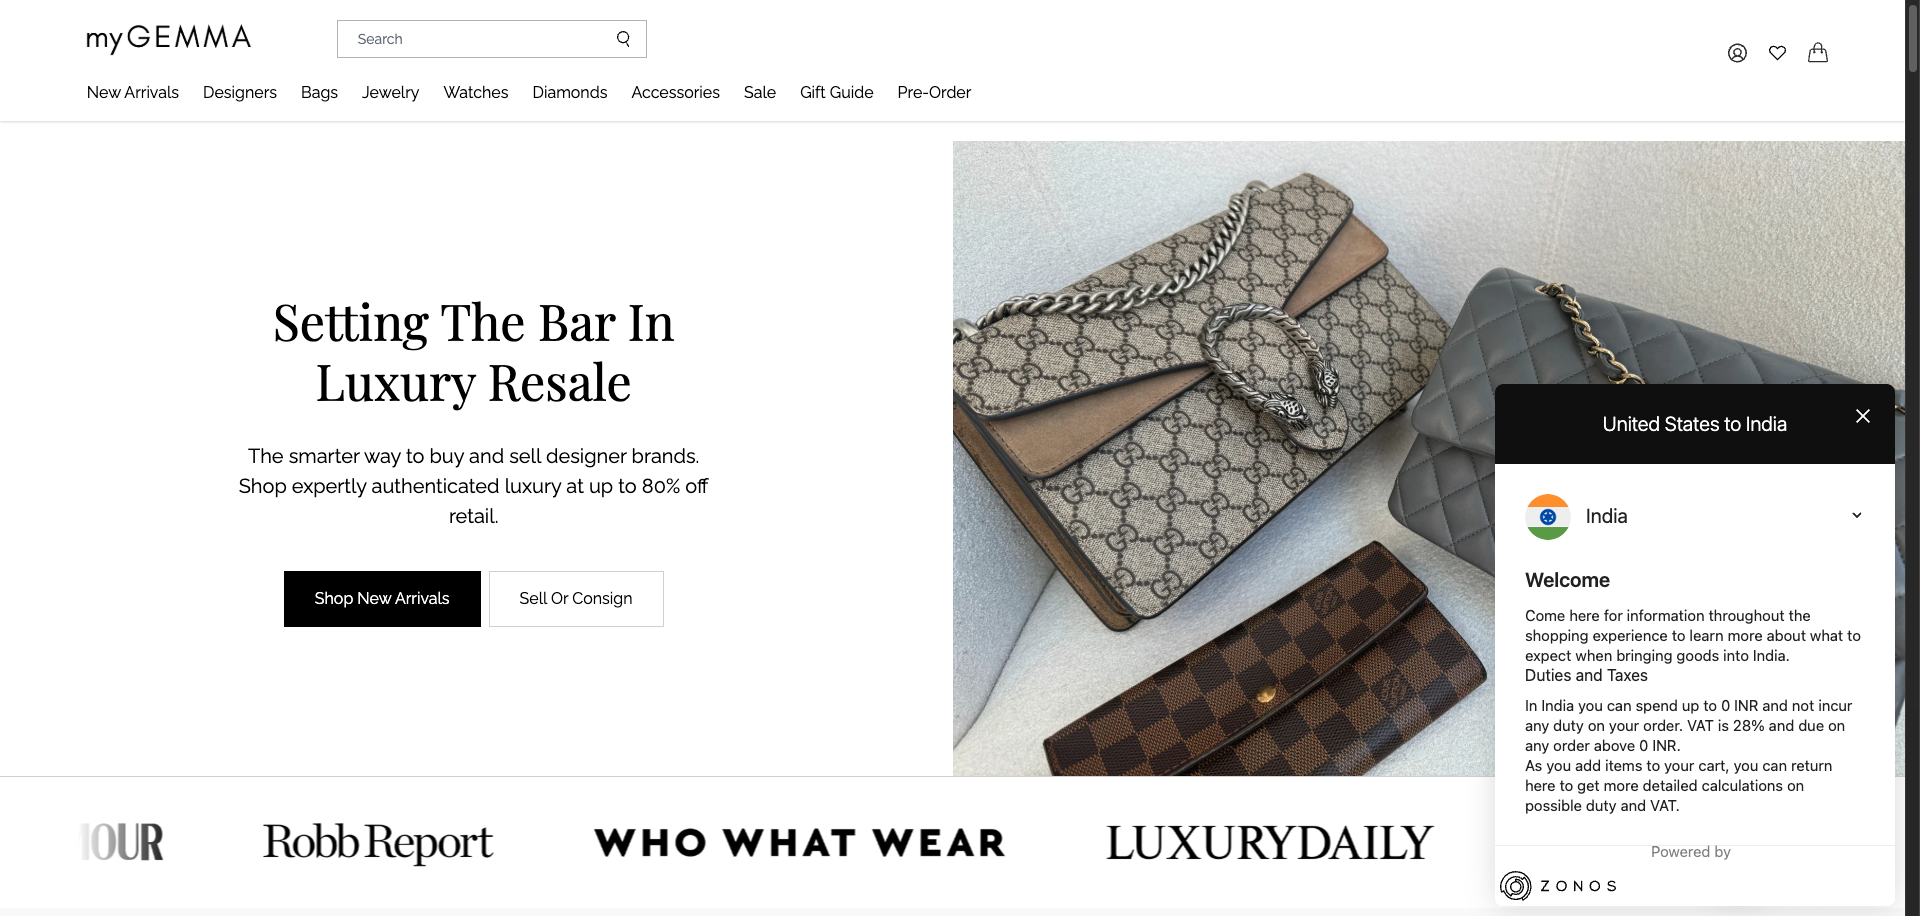 myGEMMA
Search
New Arrivals
Designers
Bags
Jewelry
Watches
Diamonds
Accessories
Sale
Gift Guide
Pre-Order
Setting The Bar In
Luxury Resale
The smarter way to buy and sell designer brands.
Shop expertly authenticated luxury at up to 80% off
retail.
Shop New Arrivals
Sell Or Consign
OUR
Robb Report
WHO WHAT WEAR
LUXURYDAILY
United States to India
India
Welcome
Come here for information throughout the
shopping experience to learn more about what to
expect when bringing goods into India.
Duties and Taxes
In India you can spend up to 0 INR and not incur
any duty on your order. VAT is 28% and due on
any order above 0 INR.
As you add items to your cart, you can return
here to get more detailed calculations on
possible duty and VAT.
Powered by
ZONOS